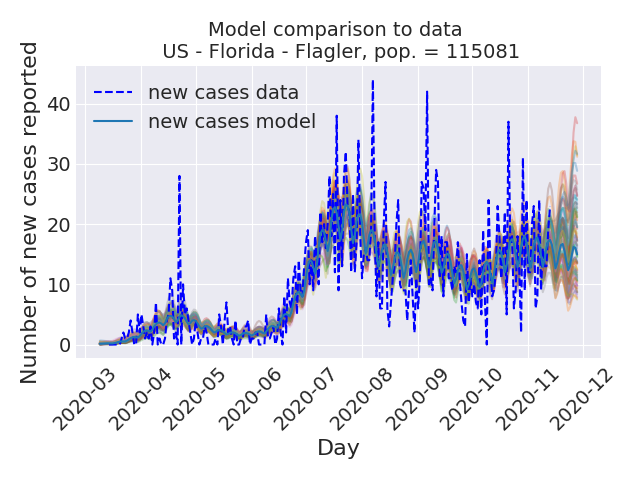 Model comparison to data
US - Florida - Flagler, pop. = 115081
Number of new cases reported
40
30
20
10
0
new cases data
new cases model
2020-03
2020-04
2020-05
2020-06
2020-07
2020-08
2020-09
2020-10
2020-11
2020-12
Day